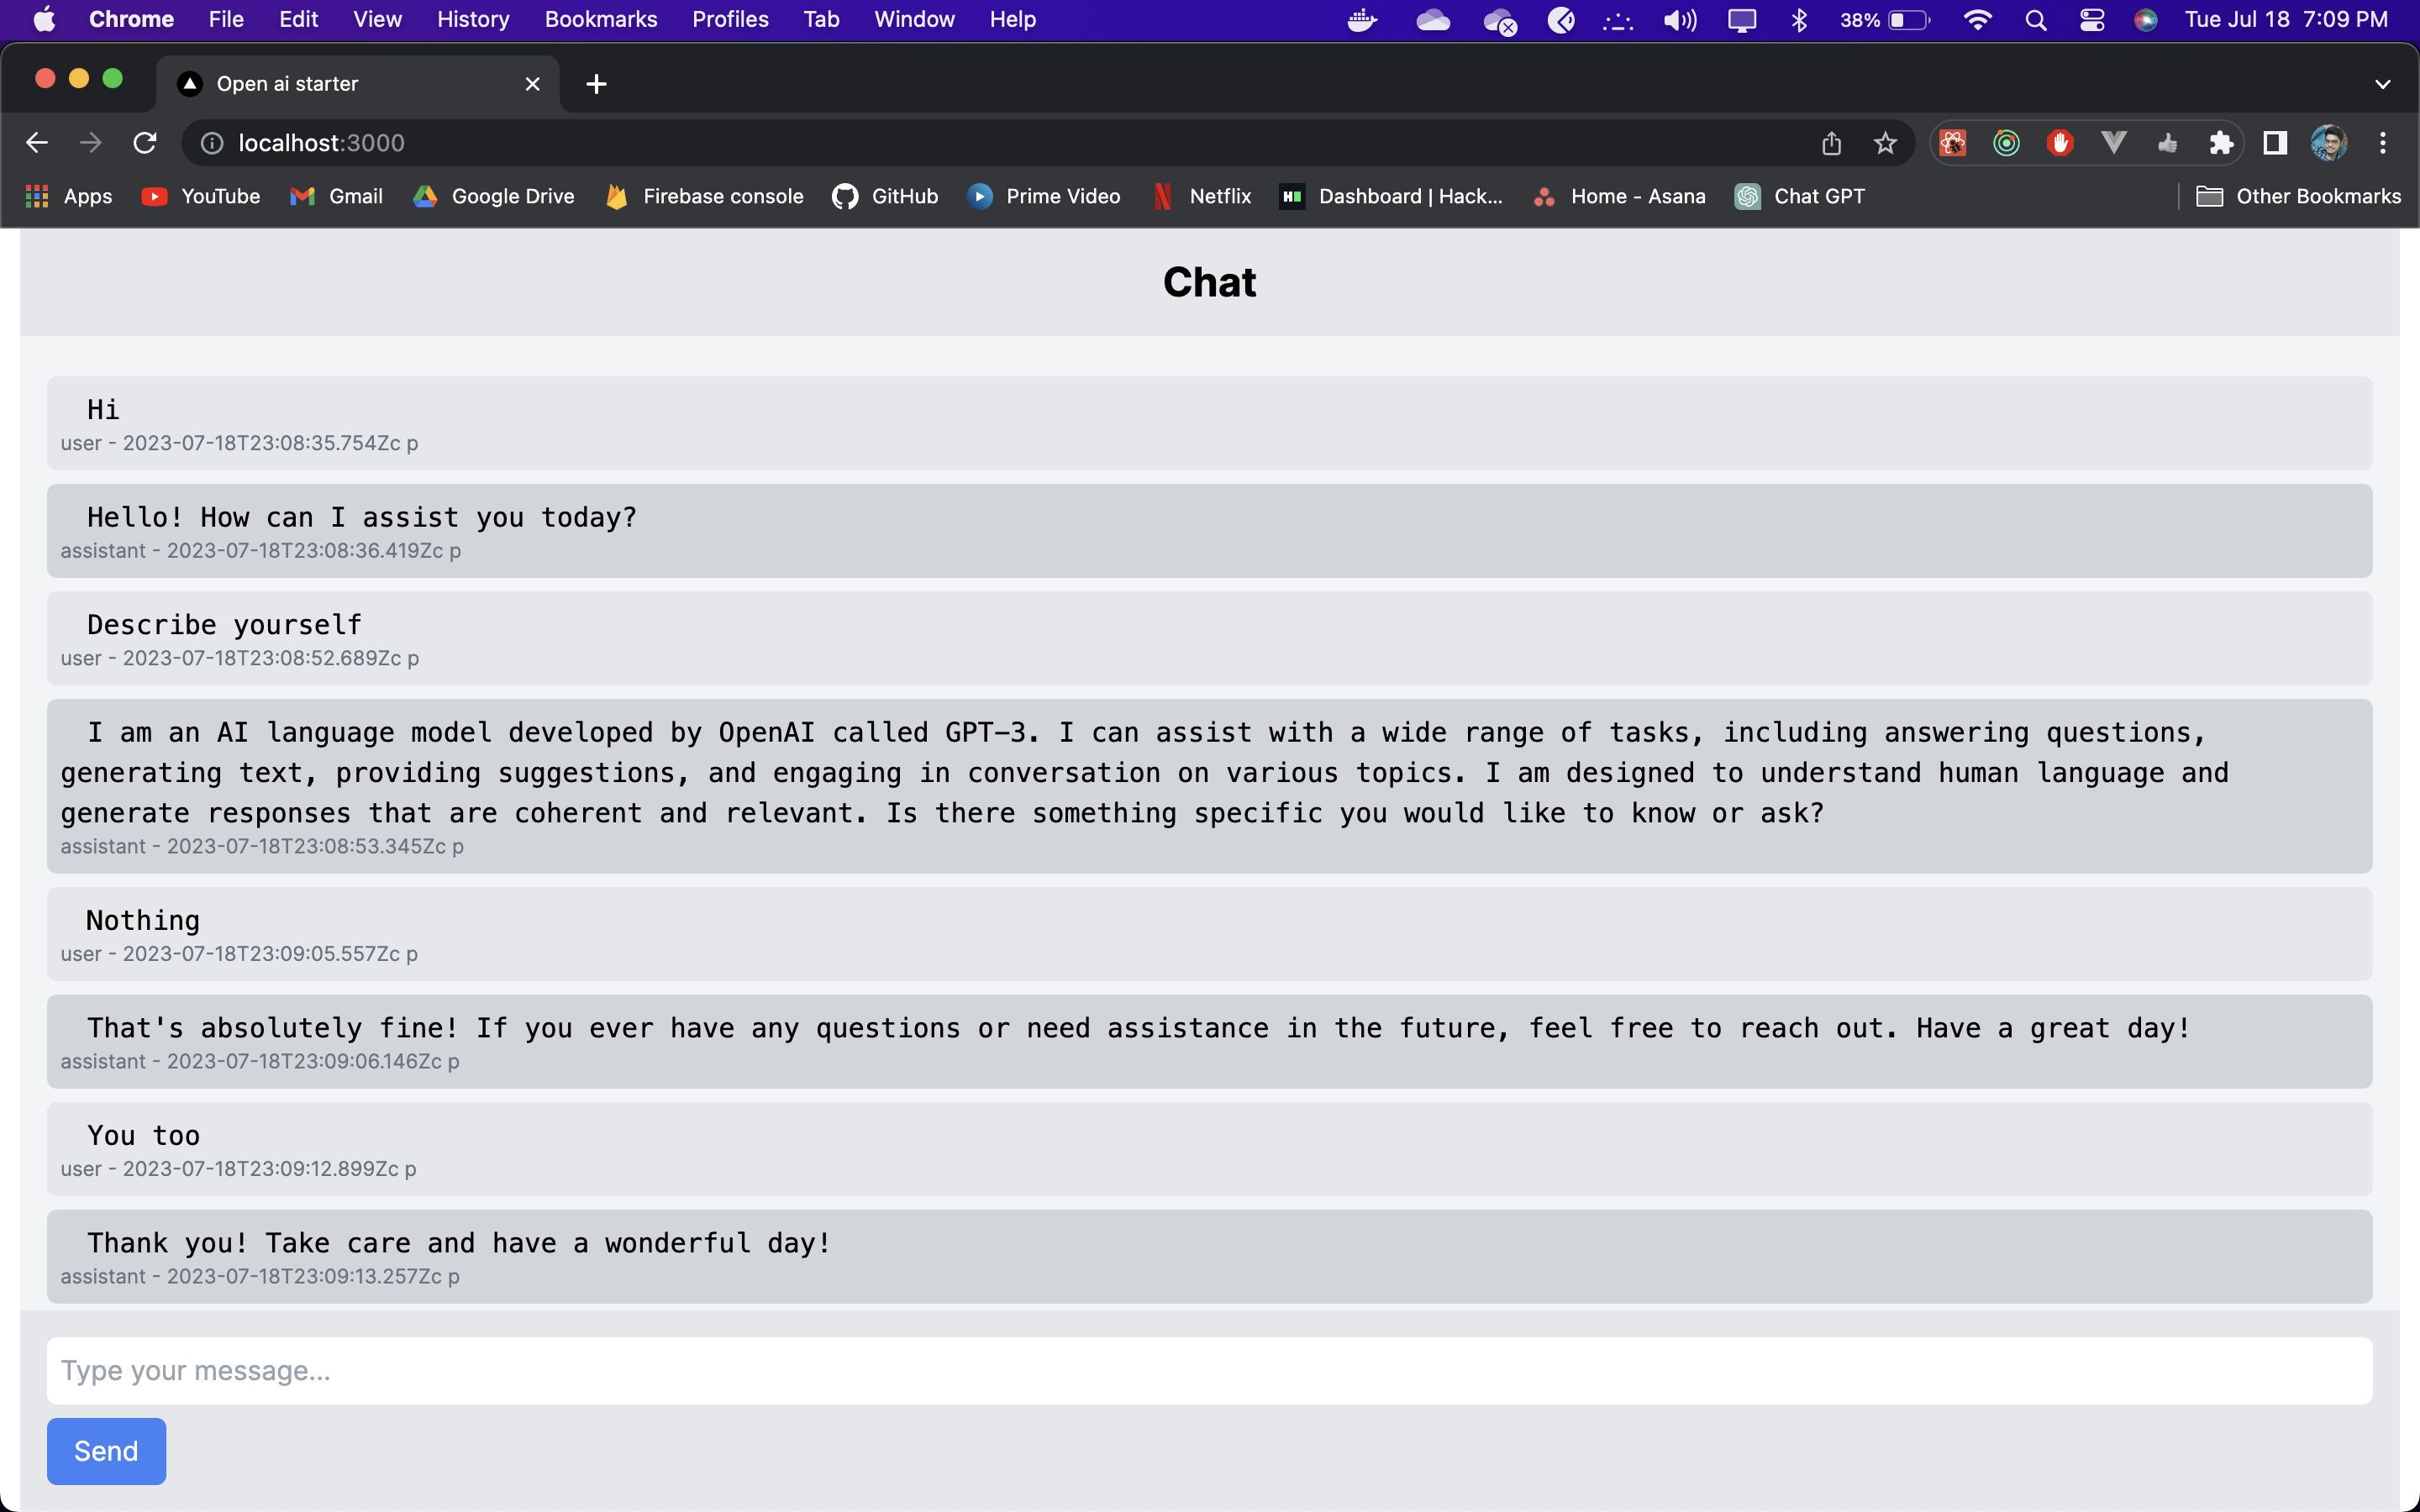 Chrome File Edit View History Bookmarks Profiles Tab Window Help 38% Tue Jul 18 7:09 PM
Open ai starter
localhost:3000
Apps YouTube Gmail Google Drive Firebase console GitHub Prime Video Netflix Dashboard | Hack... Home - Asana Chat GPT Other Bookmarks
Chat
Hi
user - 2023-07-18T23:08:35.754Zc p
Hello! How can I assist you today?
assistant - 2023-07-18T23:08:36.419Zc p
Describe yourself
user - 2023-07-18T23:08:52.689Zc p
I am an AI language model developed by OpenAI called GPT-3. I can assist with a wide range of tasks, including answering questions,
generating text, providing suggestions, and engaging in conversation on various topics. I am designed to understand human language and
generate responses that are coherent and relevant. Is there something specific you would like to know or ask?
assistant - 2023-07-18T23:08:53.345Zc p
Nothing
user - 2023-07-18T23:09:05.557Zc p
That's absolutely fine! If you ever have any questions or need assistance in the future, feel free to reach out. Have a great day!
assistant - 2023-07-18T23:09:06.146Zc p
You too
user - 2023-07-18T23:09:12.899Zc p
Thank you! Take care and have a wonderful day!
assistant - 2023-07-18T23:09:13.257Zc p
Type your message...
Send